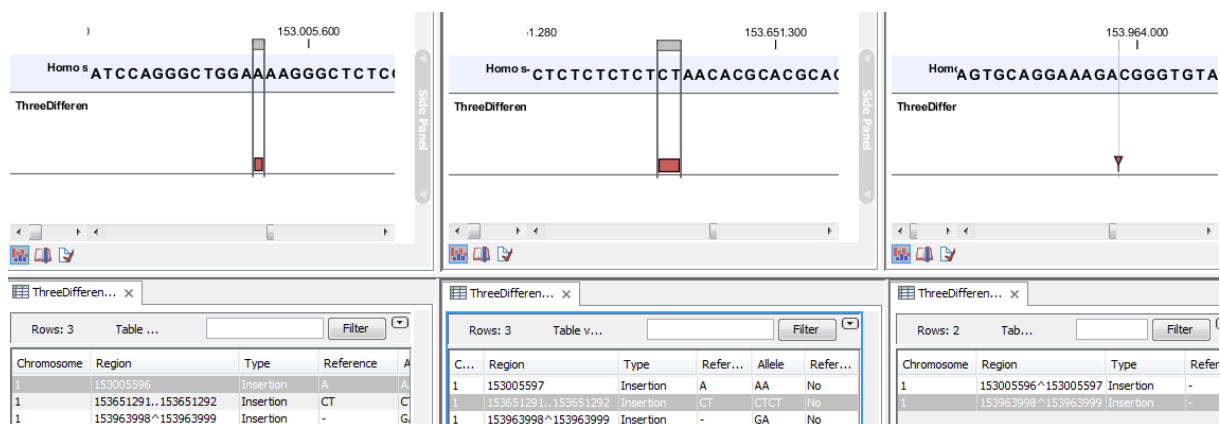 153.005.600
Homo s
ATCCAGGGCTGGAAAAGGGCTCTC
ThreeDifferen
Side Panel
ThreeDifferen...
Rows: 3 Table ... Filter
Chromosome Region Type Reference A
1 153005596 Insertion A
1 153651291..153651292 Insertion CT
1 153963998^153963999 Insertion -
:1.280 153.651.300
Homo s-
CTCTCTCTCTCTAACACGCACGCAC
ThreeDifferen
Side Panel
ThreeDifferen...
Rows: 3 Table v... Filter
C... Region Type Refer... Allele Refer...
1 153005597 Insertion A AA No
1 153651291..153651292 Insertion CT CTCT No
1 153963998^153963999 Insertion - GA No
153.964.000
Home
AGTGCAGGAAAGACGGGTGTA
ThreeDiffer
ThreeDifferen...
Rows: 2 Tab... Filter
Chromosome Region Type Refer
1 153005596^153005597 Insertion -
1 153963998^153963999 Insertion -